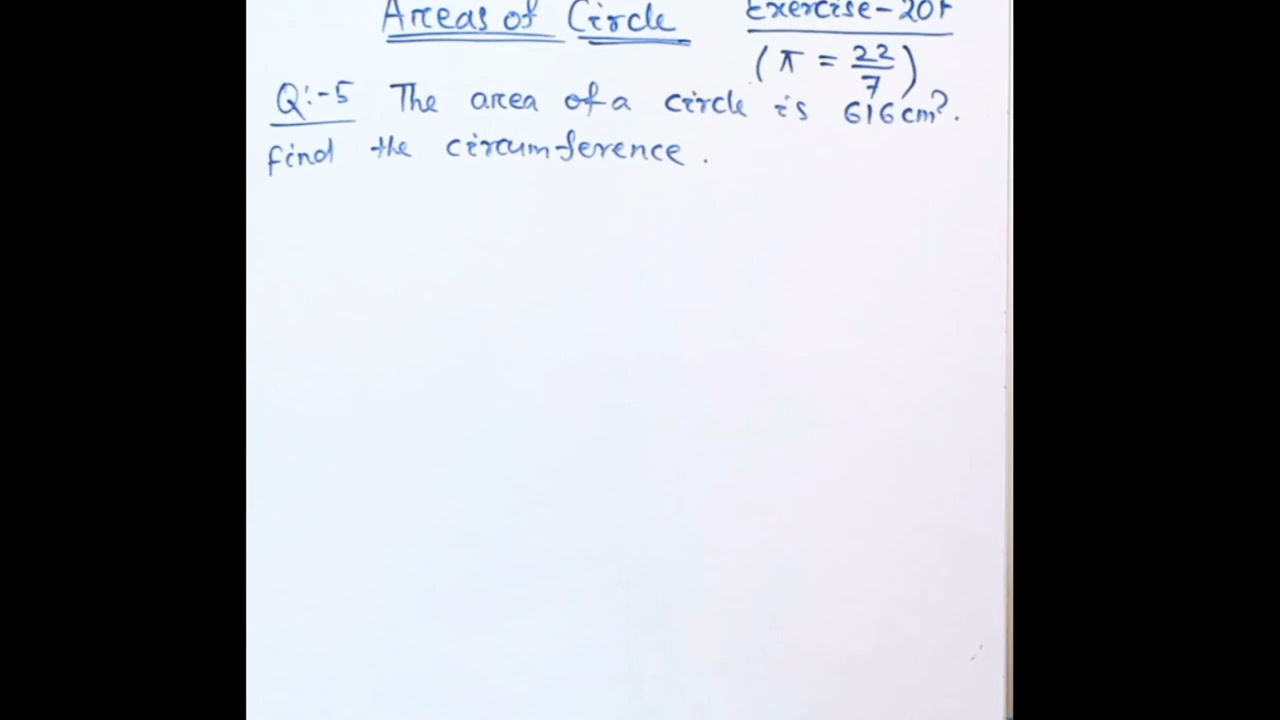 Areas of Circle Exercise-20F
(π = 22/7)
Q:-5 The area of a circle is 616 cm².
find the circumference.